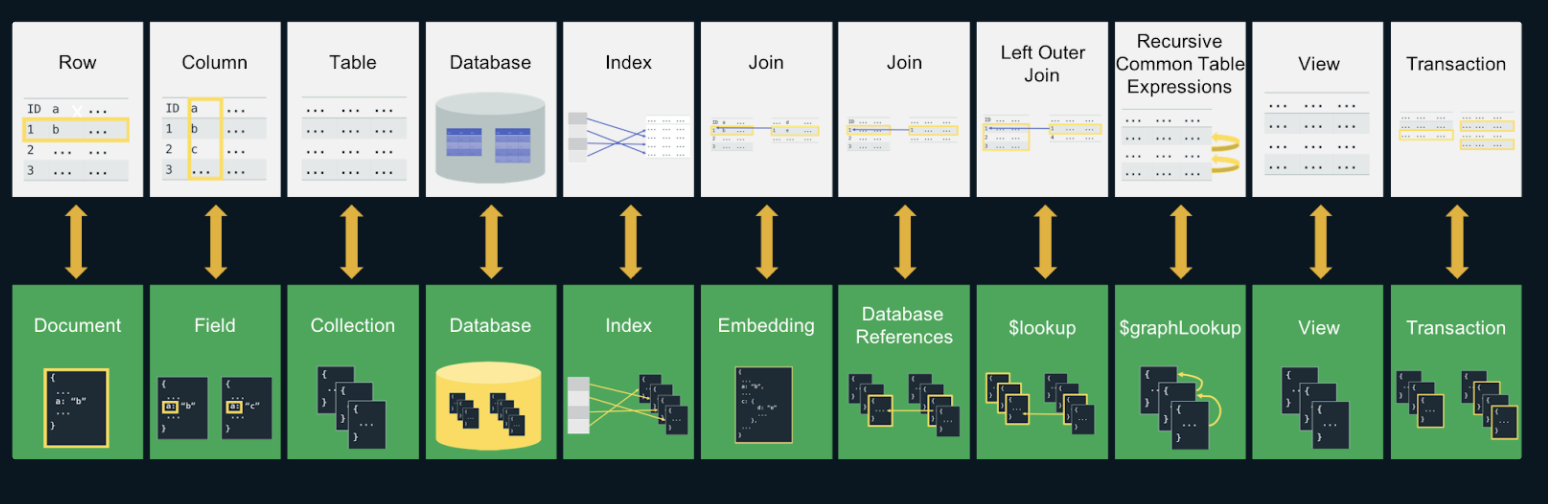 Row
Column
Table
Database
Index
Join
Join
Left Outer
Join
Recursive
Common Table
Expressions
View
Transaction
ID a x ...
1 b ...
2 ... ...
3 ... ...
ID a ...
1 b ...
2 c ...
3 ... ...
... ... ...
... ... ...
... ... ...
... ... ...
Document
Field
Collection
Database
Index
Embedding
Database
References
$lookup
$graphLookup
View
Transaction
{
...
a: "b"
...
}
{
...
a: "b"
...
}
{
...
a: "c"
...
}
{
...
a: "b",
...
c: {
d: "e"
...
},
...
}